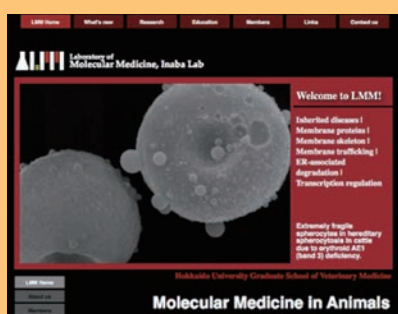 LMM Home What's new Research Education Members Links Contact us
LMM
Laboratory of
Molecular Medicine, Inaba Lab
Welcome to LMM!
Inherited diseases |
Membrane proteins |
Membrane skeleton |
Membrane trafficking |
ER-associated
degradation |
Transcription regulation
Extremely fragile
spherocytes in hereditary
spherocytosis in cattle
due to erythroid AE1
(band 3) deficiency.
Hokkaido University Graduate School of Veterinary Medicine
LMM Home
About us
Members
Molecular Medicine in Animals